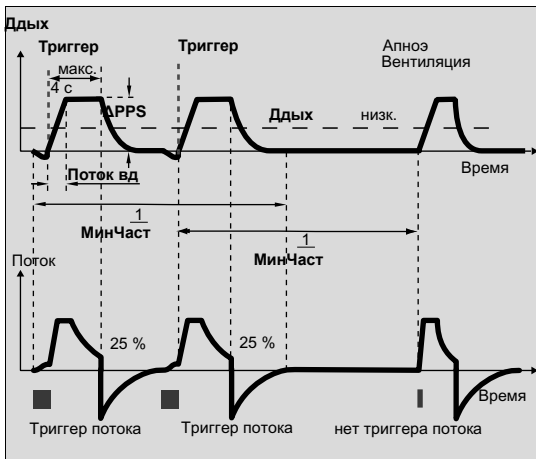 Ддых
Триггер
Триггер
Апноэ
Вентиляция
макс.
4 с
ΔPPS
Ддых
низк.
Время
Поток вд
1
МинЧаст
1
МинЧаст
Поток
25 %
25 %
Время
Триггер потока
Триггер потока
нет триггера потока